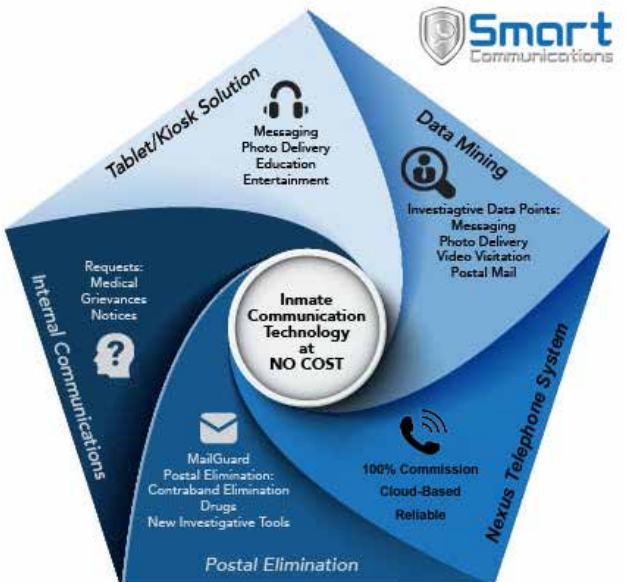 Smart
Communications
Tablet/Kiosk Solution
Messaging
Photo Delivery
Education
Entertainment
Data Mining
Investiagtive Data Points:
Messaging
Photo Delivery
Video Visitation
Postal Mail
Internal Communications
Requests:
Medical
Grievances
Notices
?
Inmate
Communication
Technology
at
NO COST
Nexus Telephone System
100% Commission
Cloud-Based
Reliable
MailGuard
Postal Elimination:
Contraband Elimination
Drugs
New Investigative Tools
Postal Elimination